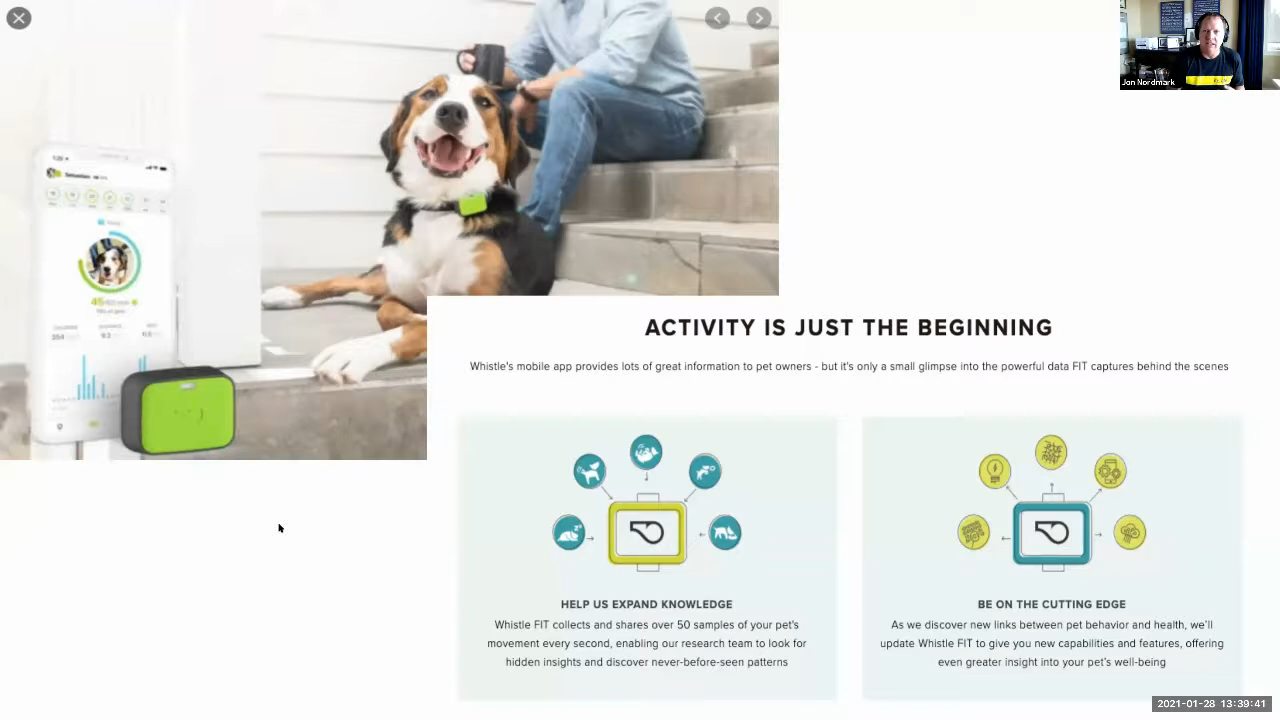 Jon Nordmark
ACTIVITY IS JUST THE BEGINNING
Whistle's mobile app provides lots of great information to pet owners - but it's only a small glimpse into the powerful data FIT captures behind the scenes
HELP US EXPAND KNOWLEDGE
Whistle FIT collects and shares over 50 samples of your pet's
movement every second, enabling our research team to look for
hidden insights and discover never-before-seen patterns
BE ON THE CUTTING EDGE
As we discover new links between pet behavior and health, we'll
update Whistle FIT to give you new capabilities and features, offering
even greater insight into your pet's well-being
2021-01-28 13:39:41